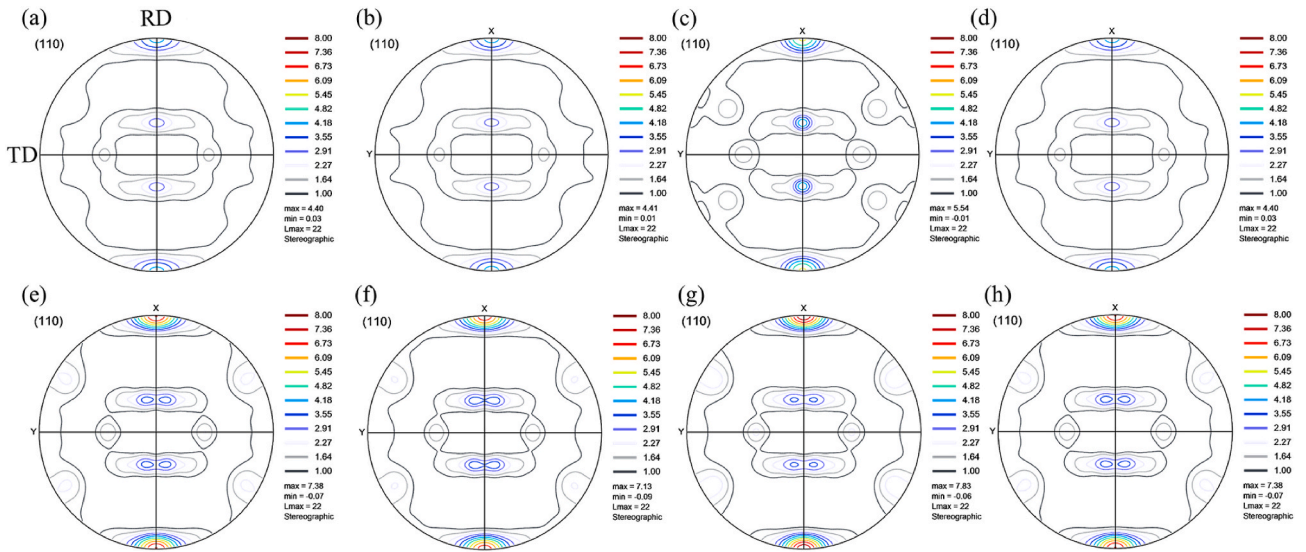 (a)
RD
(110)
TD
8.00
7.36
6.73
6.09
5.45
4.82
4.18
3.55
2.91
2.27
1.64
1.00
max = 4.40
min = 0.03
Lmax = 22
Stereographic
(b)
X
(110)
Y
8.00
7.36
6.73
6.09
5.45
4.82
4.18
3.55
2.91
2.27
1.64
1.00
max = 4.41
min = 0.01
Lmax = 22
Stereographic
(c)
X
(110)
Y
8.00
7.36
6.73
6.09
5.45
4.82
4.18
3.55
2.91
2.27
1.64
1.00
max = 5.54
min = -0.01
Lmax = 22
Stereographic
(d)
X
(110)
Y
8.00
7.36
6.73
6.09
5.45
4.82
4.18
3.55
2.91
2.27
1.64
1.00
max = 4.40
min = 0.03
Lmax = 22
Stereographic
(e)
X
(110)
Y
8.00
7.36
6.73
6.09
5.45
4.82
4.18
3.55
2.91
2.27
1.64
1.00
max = 7.38
min = -0.07
Lmax = 22
Stereographic
(f)
X
(110)
Y
8.00
7.36
6.73
6.09
5.45
4.82
4.18
3.55
2.91
2.27
1.64
1.00
max = 7.13
min = -0.09
Lmax = 22
Stereographic
(g)
X
(110)
Y
8.00
7.36
6.73
6.09
5.45
4.82
4.18
3.55
2.91
2.27
1.64
1.00
max = 7.83
min = -0.06
Lmax = 22
Stereographic
(h)
X
(110)
Y
8.00
7.36
6.73
6.09
5.45
4.82
4.18
3.55
2.91
2.27
1.64
1.00
max = 7.38
min = -0.07
Lmax = 22
Stereographic